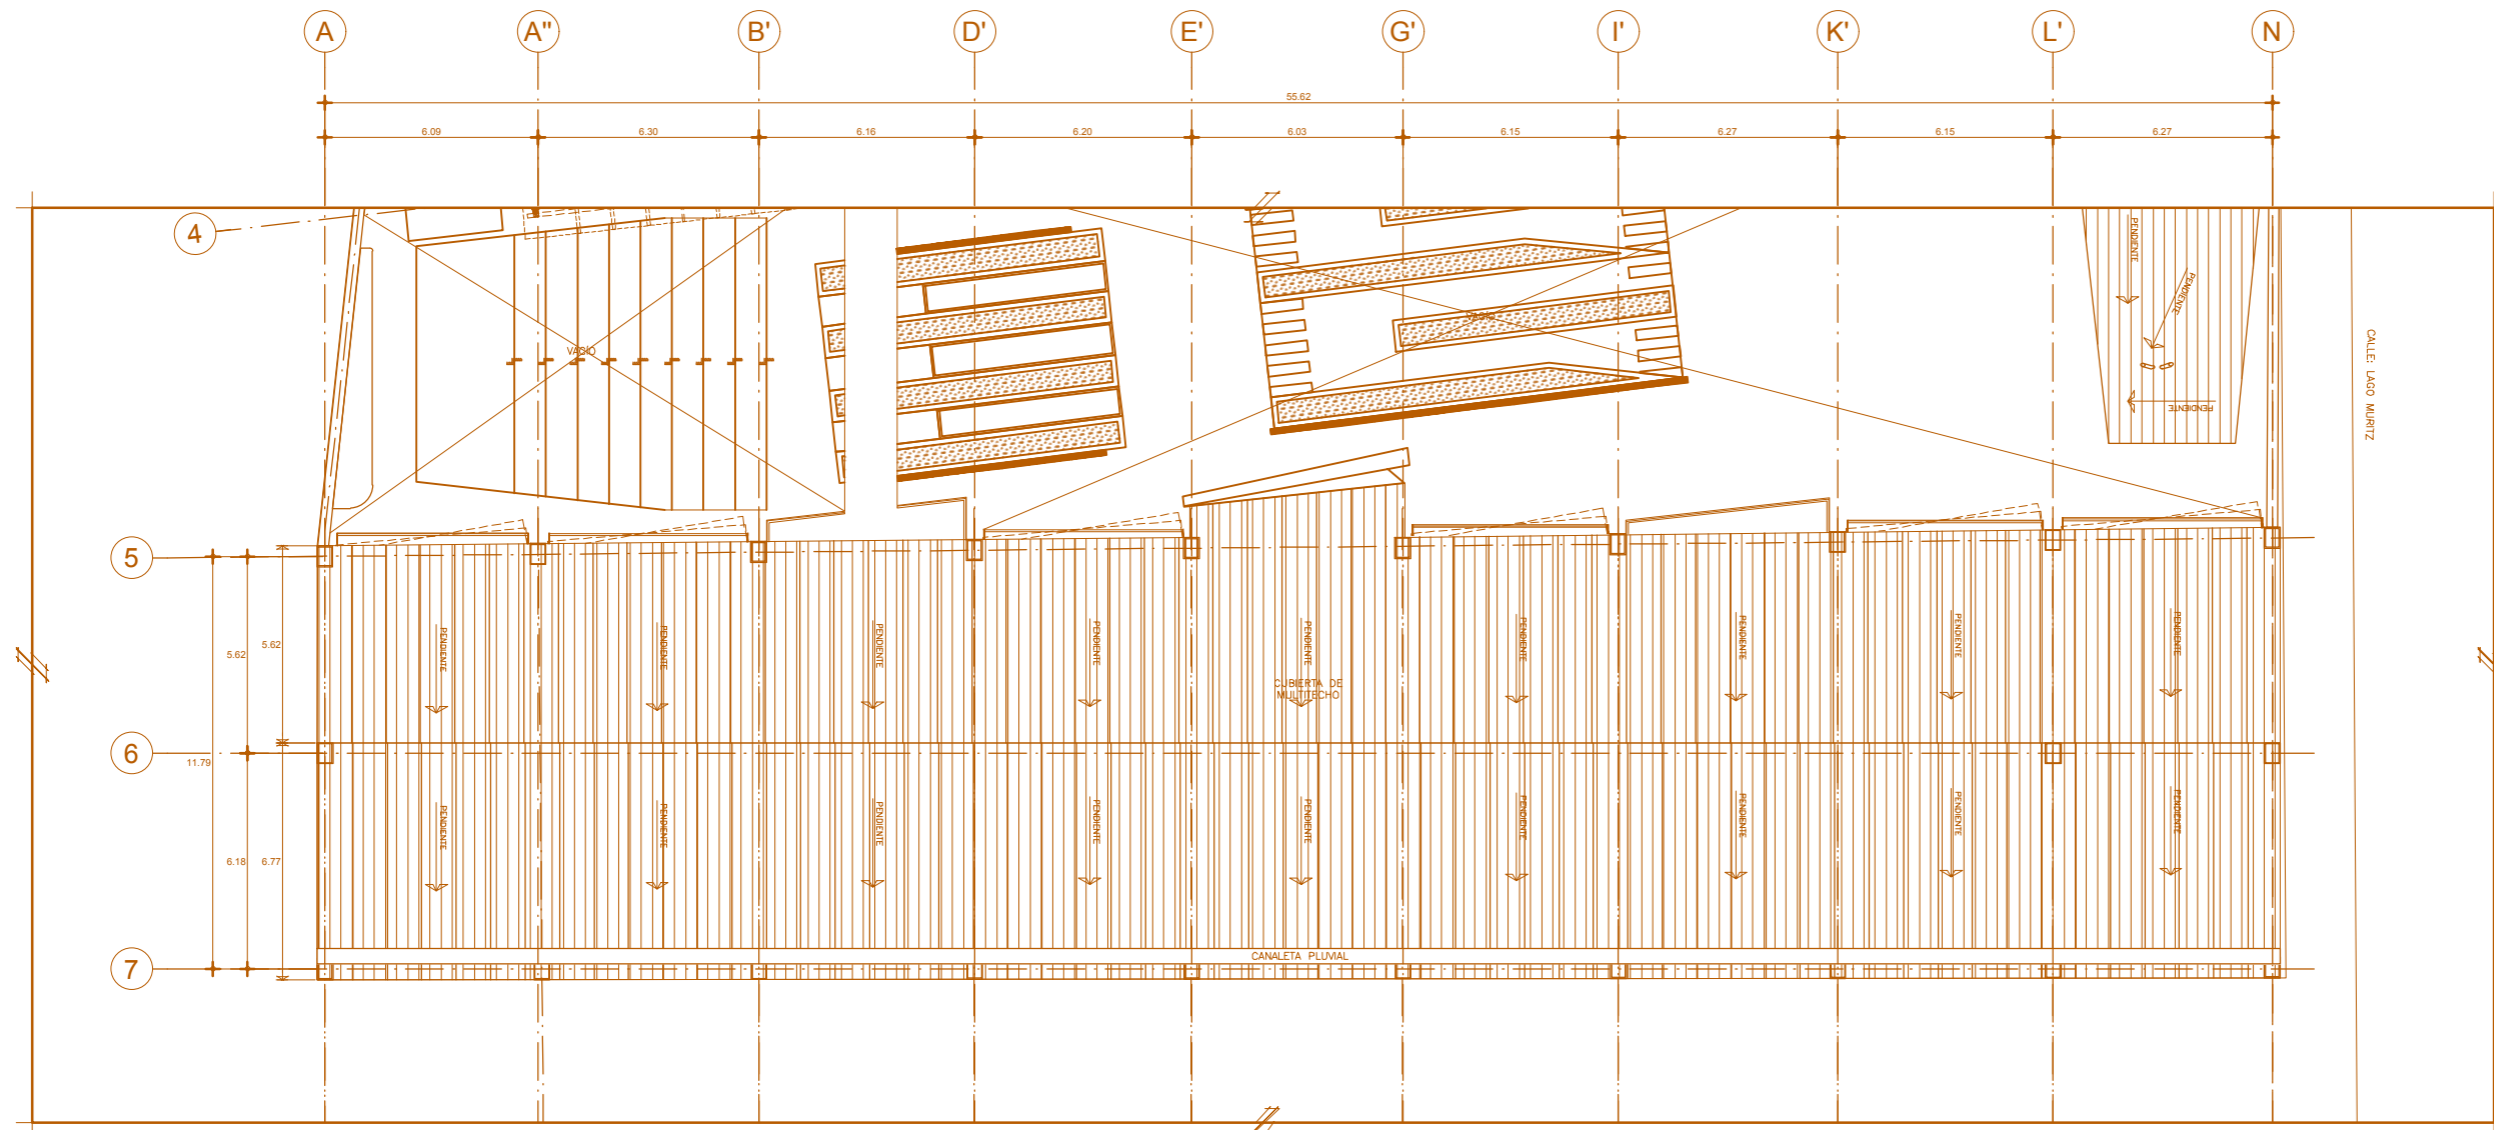 A A" B' D' E' G' I' K' L' N
55.62
6.09 6.30 6.16 6.20 6.03 6.15 6.27 6.15 6.27
4
PENDIENTE
PENDIENTE
VACÍO
VACÍO
PENDIENTE
CALLE: LAGO MURITZ
5
5.62
5.62
PENDIENTE PENDIENTE PENDIENTE PENDIENTE PENDIENTE PENDIENTE PENDIENTE PENDIENTE PENDIENTE
CUBIERTA DE
MULTITECHO
6
11.79
PENDIENTE PENDIENTE PENDIENTE PENDIENTE PENDIENTE PENDIENTE PENDIENTE PENDIENTE PENDIENTE
6.18
6.77
CANALETA PLUVIAL
7